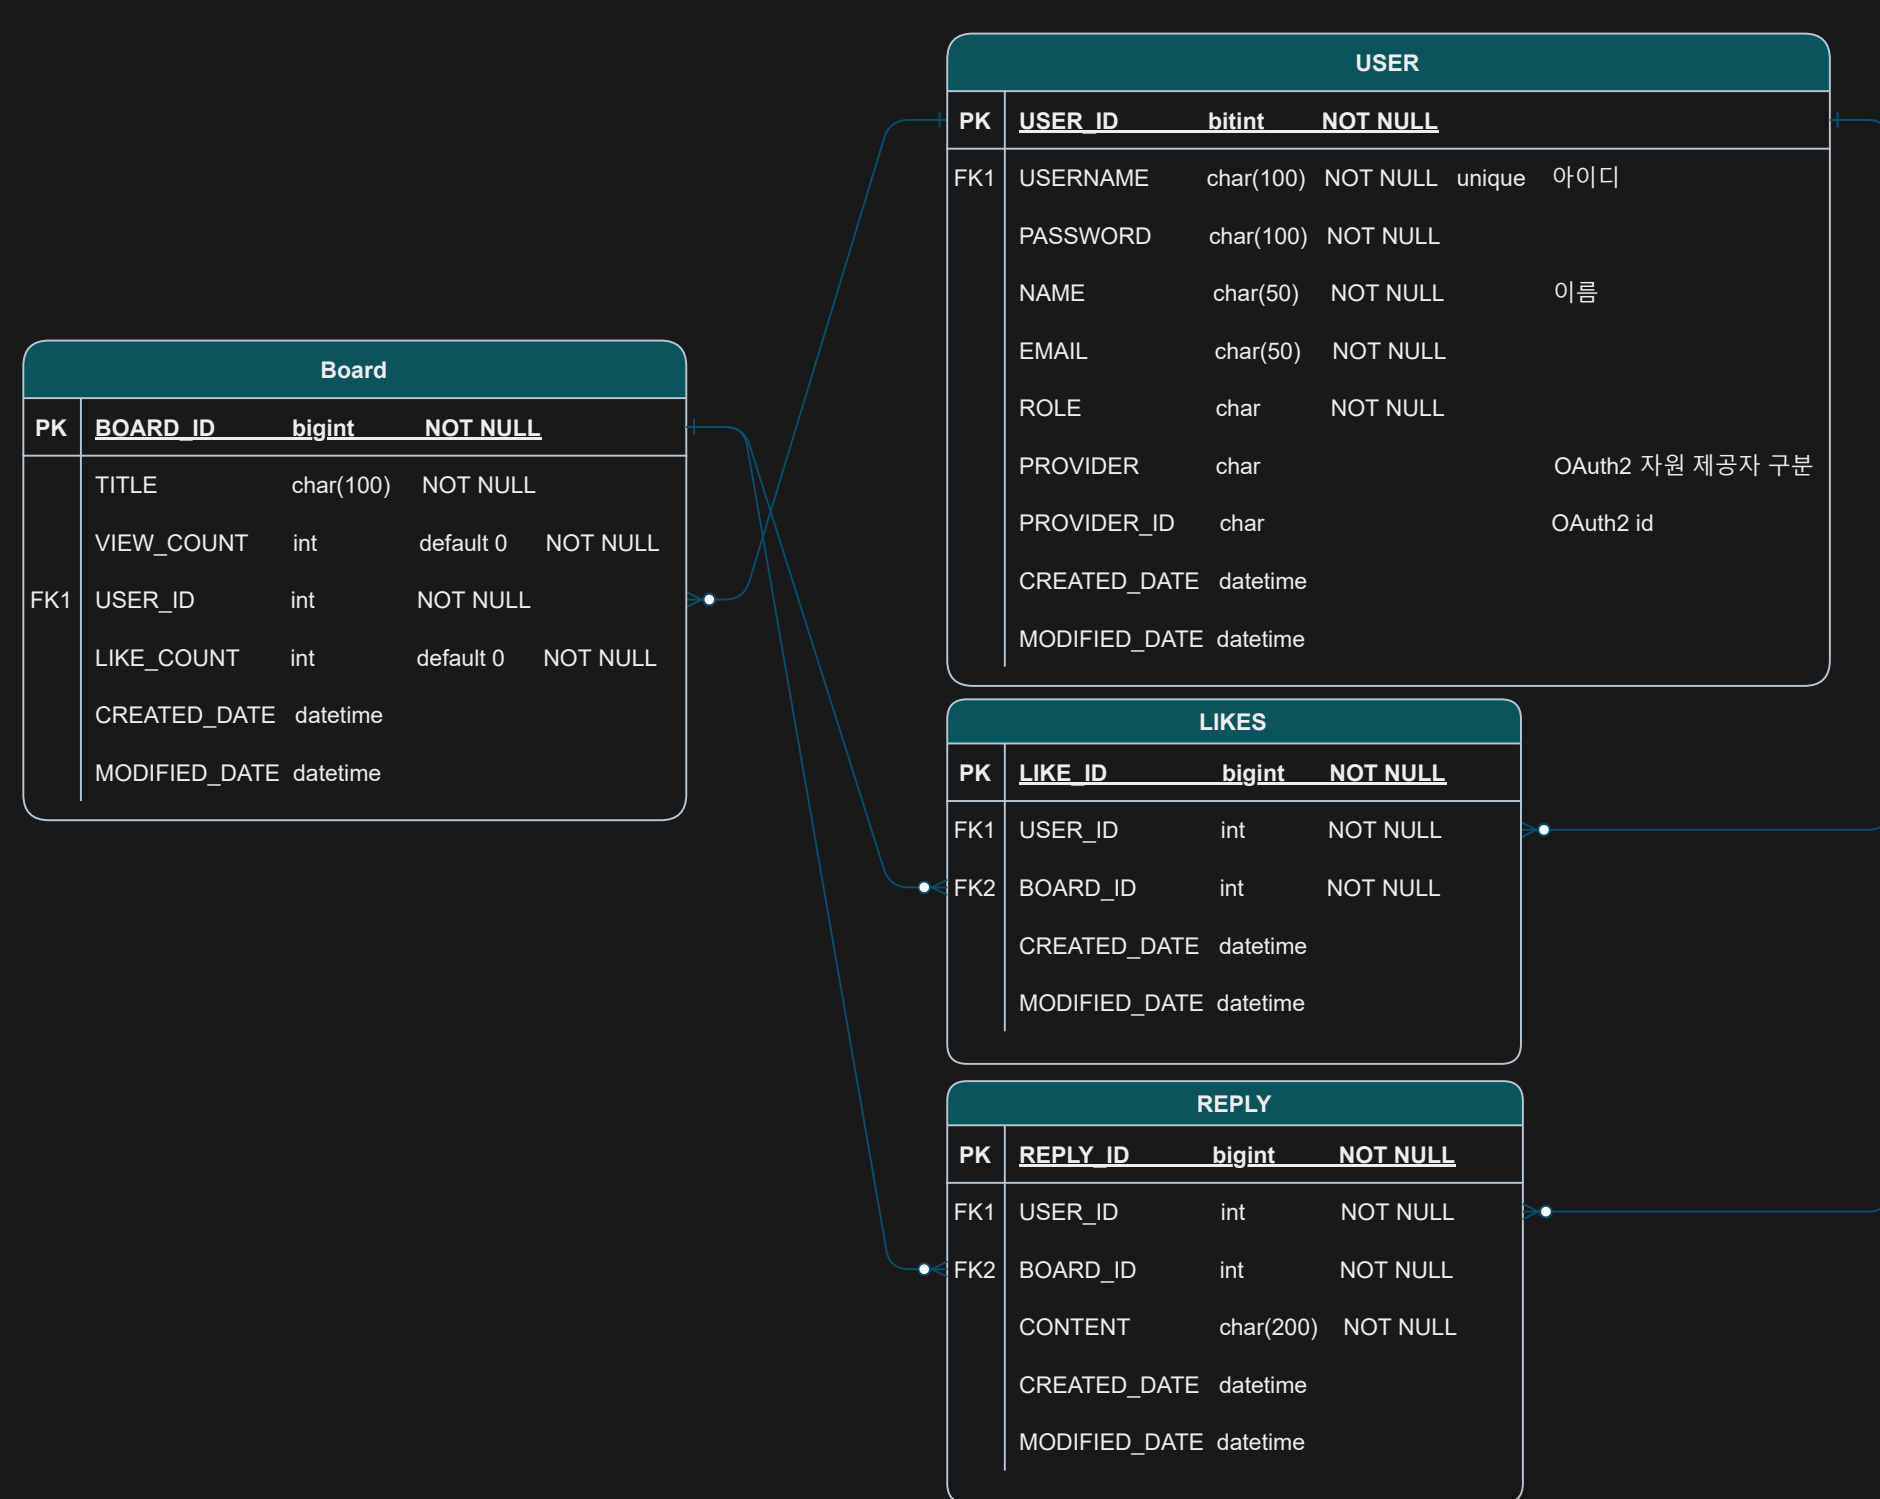 Board
PK BOARD_ID bigint NOT NULL
TITLE char(100) NOT NULL
VIEW_COUNT int default 0 NOT NULL
FK1 USER_ID int NOT NULL
LIKE_COUNT int default 0 NOT NULL
CREATED_DATE datetime
MODIFIED_DATE datetime
USER
PK USER_ID bitint NOT NULL
FK1 USERNAME char(100) NOT NULL unique 아이디
PASSWORD char(100) NOT NULL
NAME char(50) NOT NULL 이름
EMAIL char(50) NOT NULL
ROLE char NOT NULL
PROVIDER char OAuth2 자원 제공자 구분
PROVIDER_ID char OAuth2 id
CREATED_DATE datetime
MODIFIED_DATE datetime
LIKES
PK LIKE_ID bigint NOT NULL
FK1 USER_ID int NOT NULL
FK2 BOARD_ID int NOT NULL
CREATED_DATE datetime
MODIFIED_DATE datetime
REPLY
PK REPLY_ID bigint NOT NULL
FK1 USER_ID int NOT NULL
FK2 BOARD_ID int NOT NULL
CONTENT char(200) NOT NULL
CREATED_DATE datetime
MODIFIED_DATE datetime